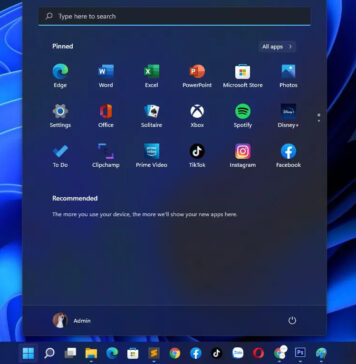 Type here to search
Pinned
All apps >
Edge Word Excel PowerPoint Microsoft Store Photos
Settings Office Solitaire Xbox Spotify Disney+
To Do Clipchamp Prime Video TikTok Instagram Facebook
Recommended
The more you use your device, the more we'll show your new apps here.
Admin